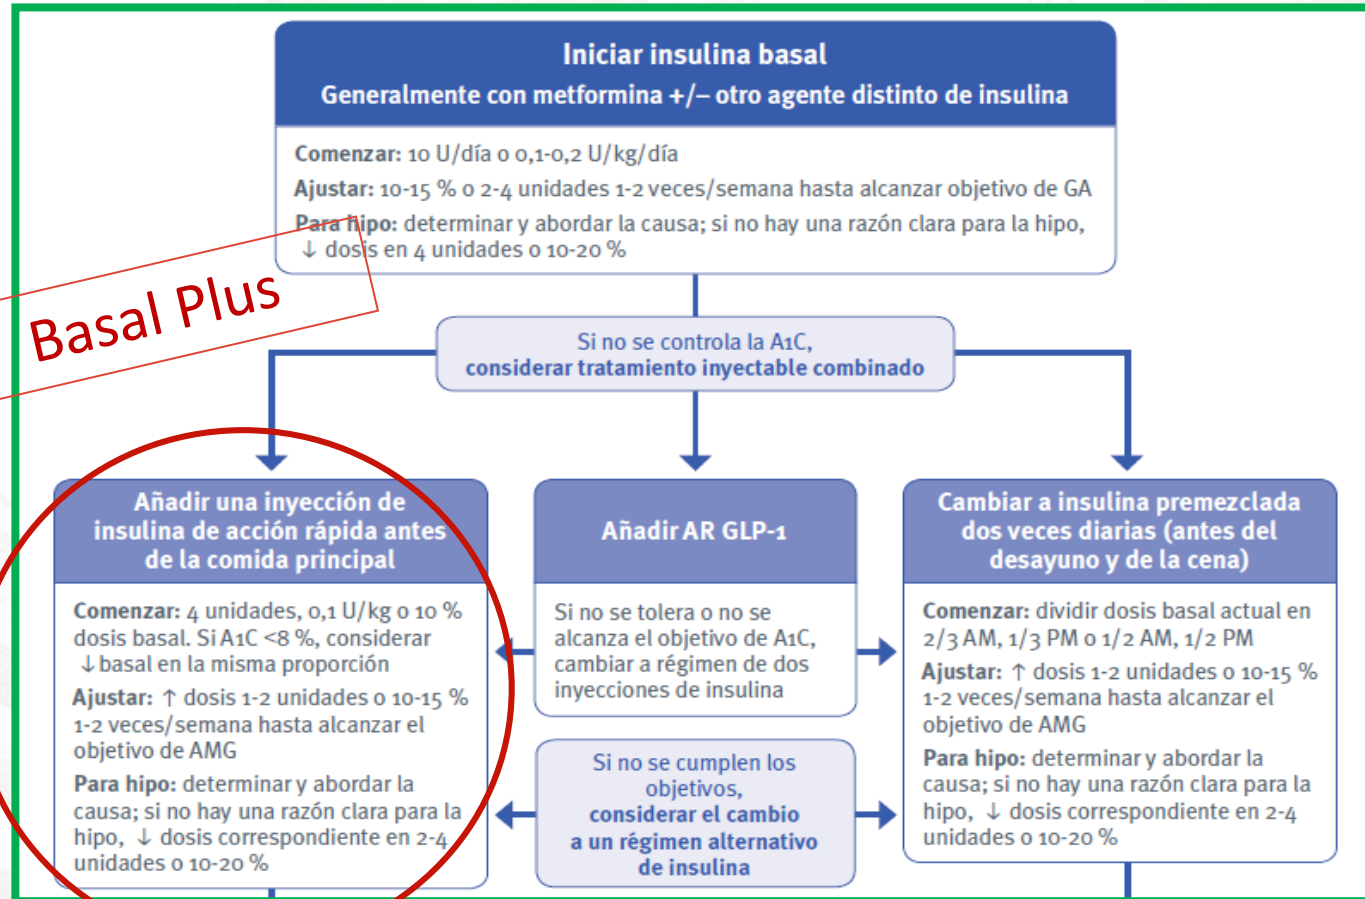 Iniciar insulina basal
Generalmente con metformina +/– otro agente distinto de insulina
Comenzar: 10 U/día o 0,1-0,2 U/kg/día
Ajustar: 10-15 % o 2-4 unidades 1-2 veces/semana hasta alcanzar objetivo de GA
Para hipo: determinar y abordar la causa; si no hay una razón clara para la hipo,
↓ dosis en 4 unidades o 10-20 %
Basal Plus
Si no se controla la A1C,
considerar tratamiento inyectable combinado
Añadir una inyección de
insulina de acción rápida antes
de la comida principal
Comenzar: 4 unidades, 0,1 U/kg o 10 %
dosis basal. Si A1C <8 %, considerar
↓ basal en la misma proporción
Ajustar: ↑ dosis 1-2 unidades o 10-15 %
1-2 veces/semana hasta alcanzar el
objetivo de AMG
Para hipo: determinar y abordar la
causa; si no hay una razón clara para la
hipo, ↓ dosis correspondiente en 2-4
unidades o 10-20 %
Añadir AR GLP-1
Si no se tolera o no se
alcanza el objetivo de A1C,
cambiar a régimen de dos
inyecciones de insulina
Si no se cumplen los
objetivos,
considerar el cambio
a un régimen alternativo
de insulina
Cambiar a insulina premezclada
dos veces diarias (antes del
desayuno y de la cena)
Comenzar: dividir dosis basal actual en
2/3 AM, 1/3 PM o 1/2 AM, 1/2 PM
Ajustar: ↑ dosis 1-2 unidades o 10-15 %
1-2 veces/semana hasta alcanzar el
objetivo de AMG
Para hipo: determinar y abordar la
causa; si no hay una razón clara para la
hipo, ↓ dosis correspondiente en 2-4
unidades o 10-20 %